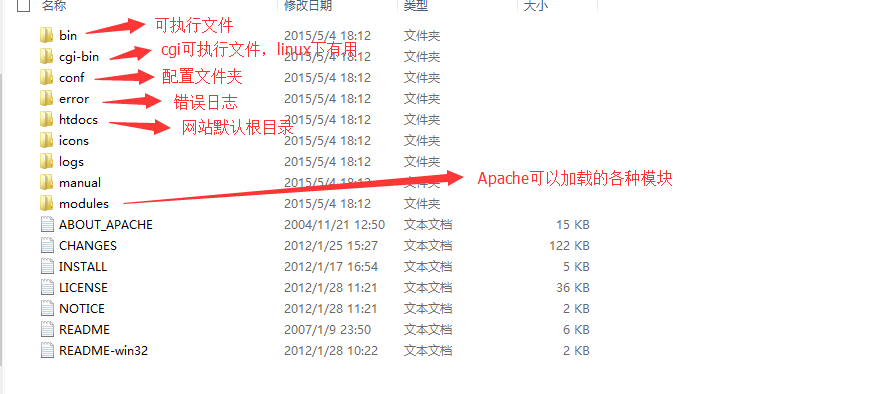 名称 修改日期 类型 大小
bin 可执行文件 2015/5/4 18:12 文件夹
cgi-bin cgi可执行文件，linux下有用 2015/5/4 18:12 文件夹
conf 配置文件夹 2015/5/4 18:12 文件夹
error 错误日志 2015/5/4 18:12 文件夹
htdocs 网站默认根目录 2015/5/4 18:12 文件夹
icons 2015/5/4 18:12 文件夹
logs 2015/5/4 18:12 文件夹
manual 2015/5/4 18:12 文件夹 Apache可以加载的各种模块
modules 2015/5/4 18:12 文件夹
ABOUT_APACHE 2004/11/21 12:50 文本文档 15 KB
CHANGES 2012/1/25 15:27 文本文档 122 KB
INSTALL 2012/1/17 16:54 文本文档 5 KB
LICENSE 2012/1/28 11:21 文本文档 36 KB
NOTICE 2012/1/28 11:21 文本文档 2 KB
README 2007/1/9 23:50 文本文档 6 KB
README-win32 2012/1/28 10:22 文本文档 2 KB